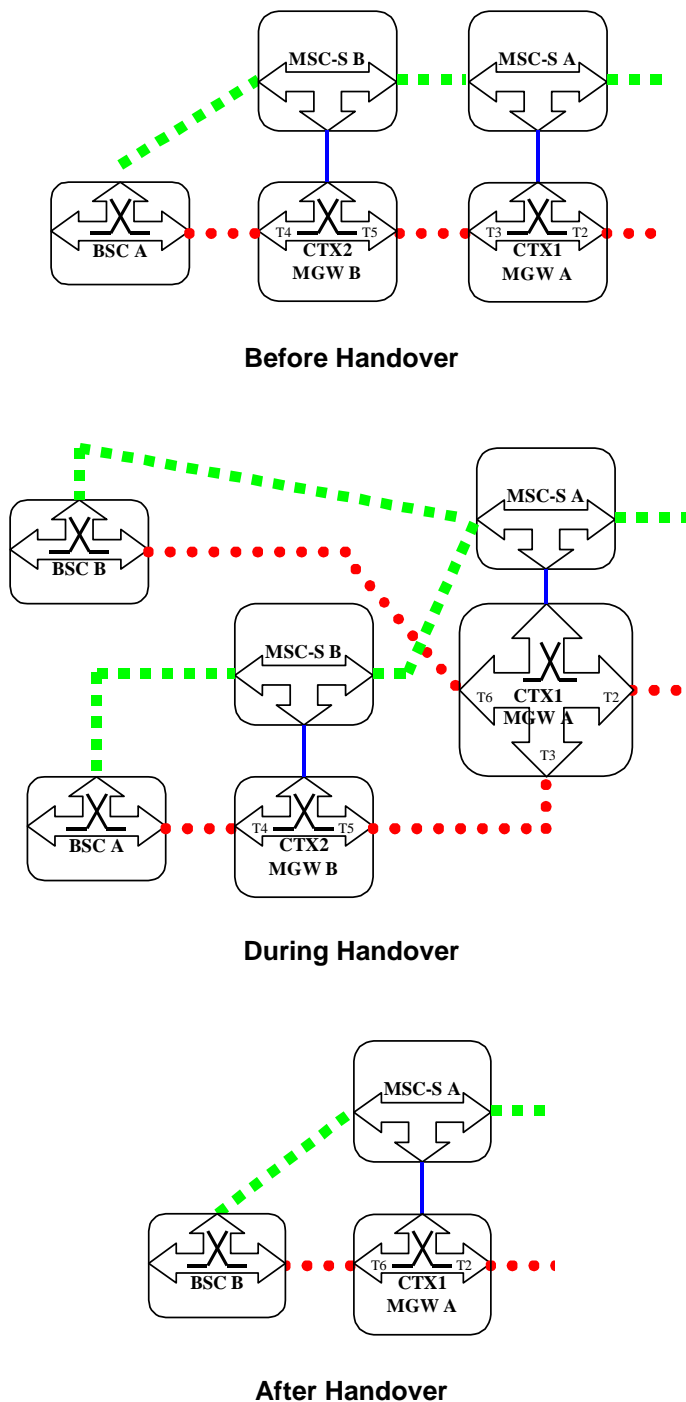 MSC-S B
MSC-S A
T4
T5
T3
T2
BSC A
CTX2
CTX1
MGW B
MGW A
Before Handover
MSC-S A
BSC B
MSC-S B
T6
CTX1
T2
MGW A
T3
T4
T5
BSC A
CTX2
MGW B
During Handover
MSC-S A
T6
T2
BSC B
CTX1
MGW A
After Handover